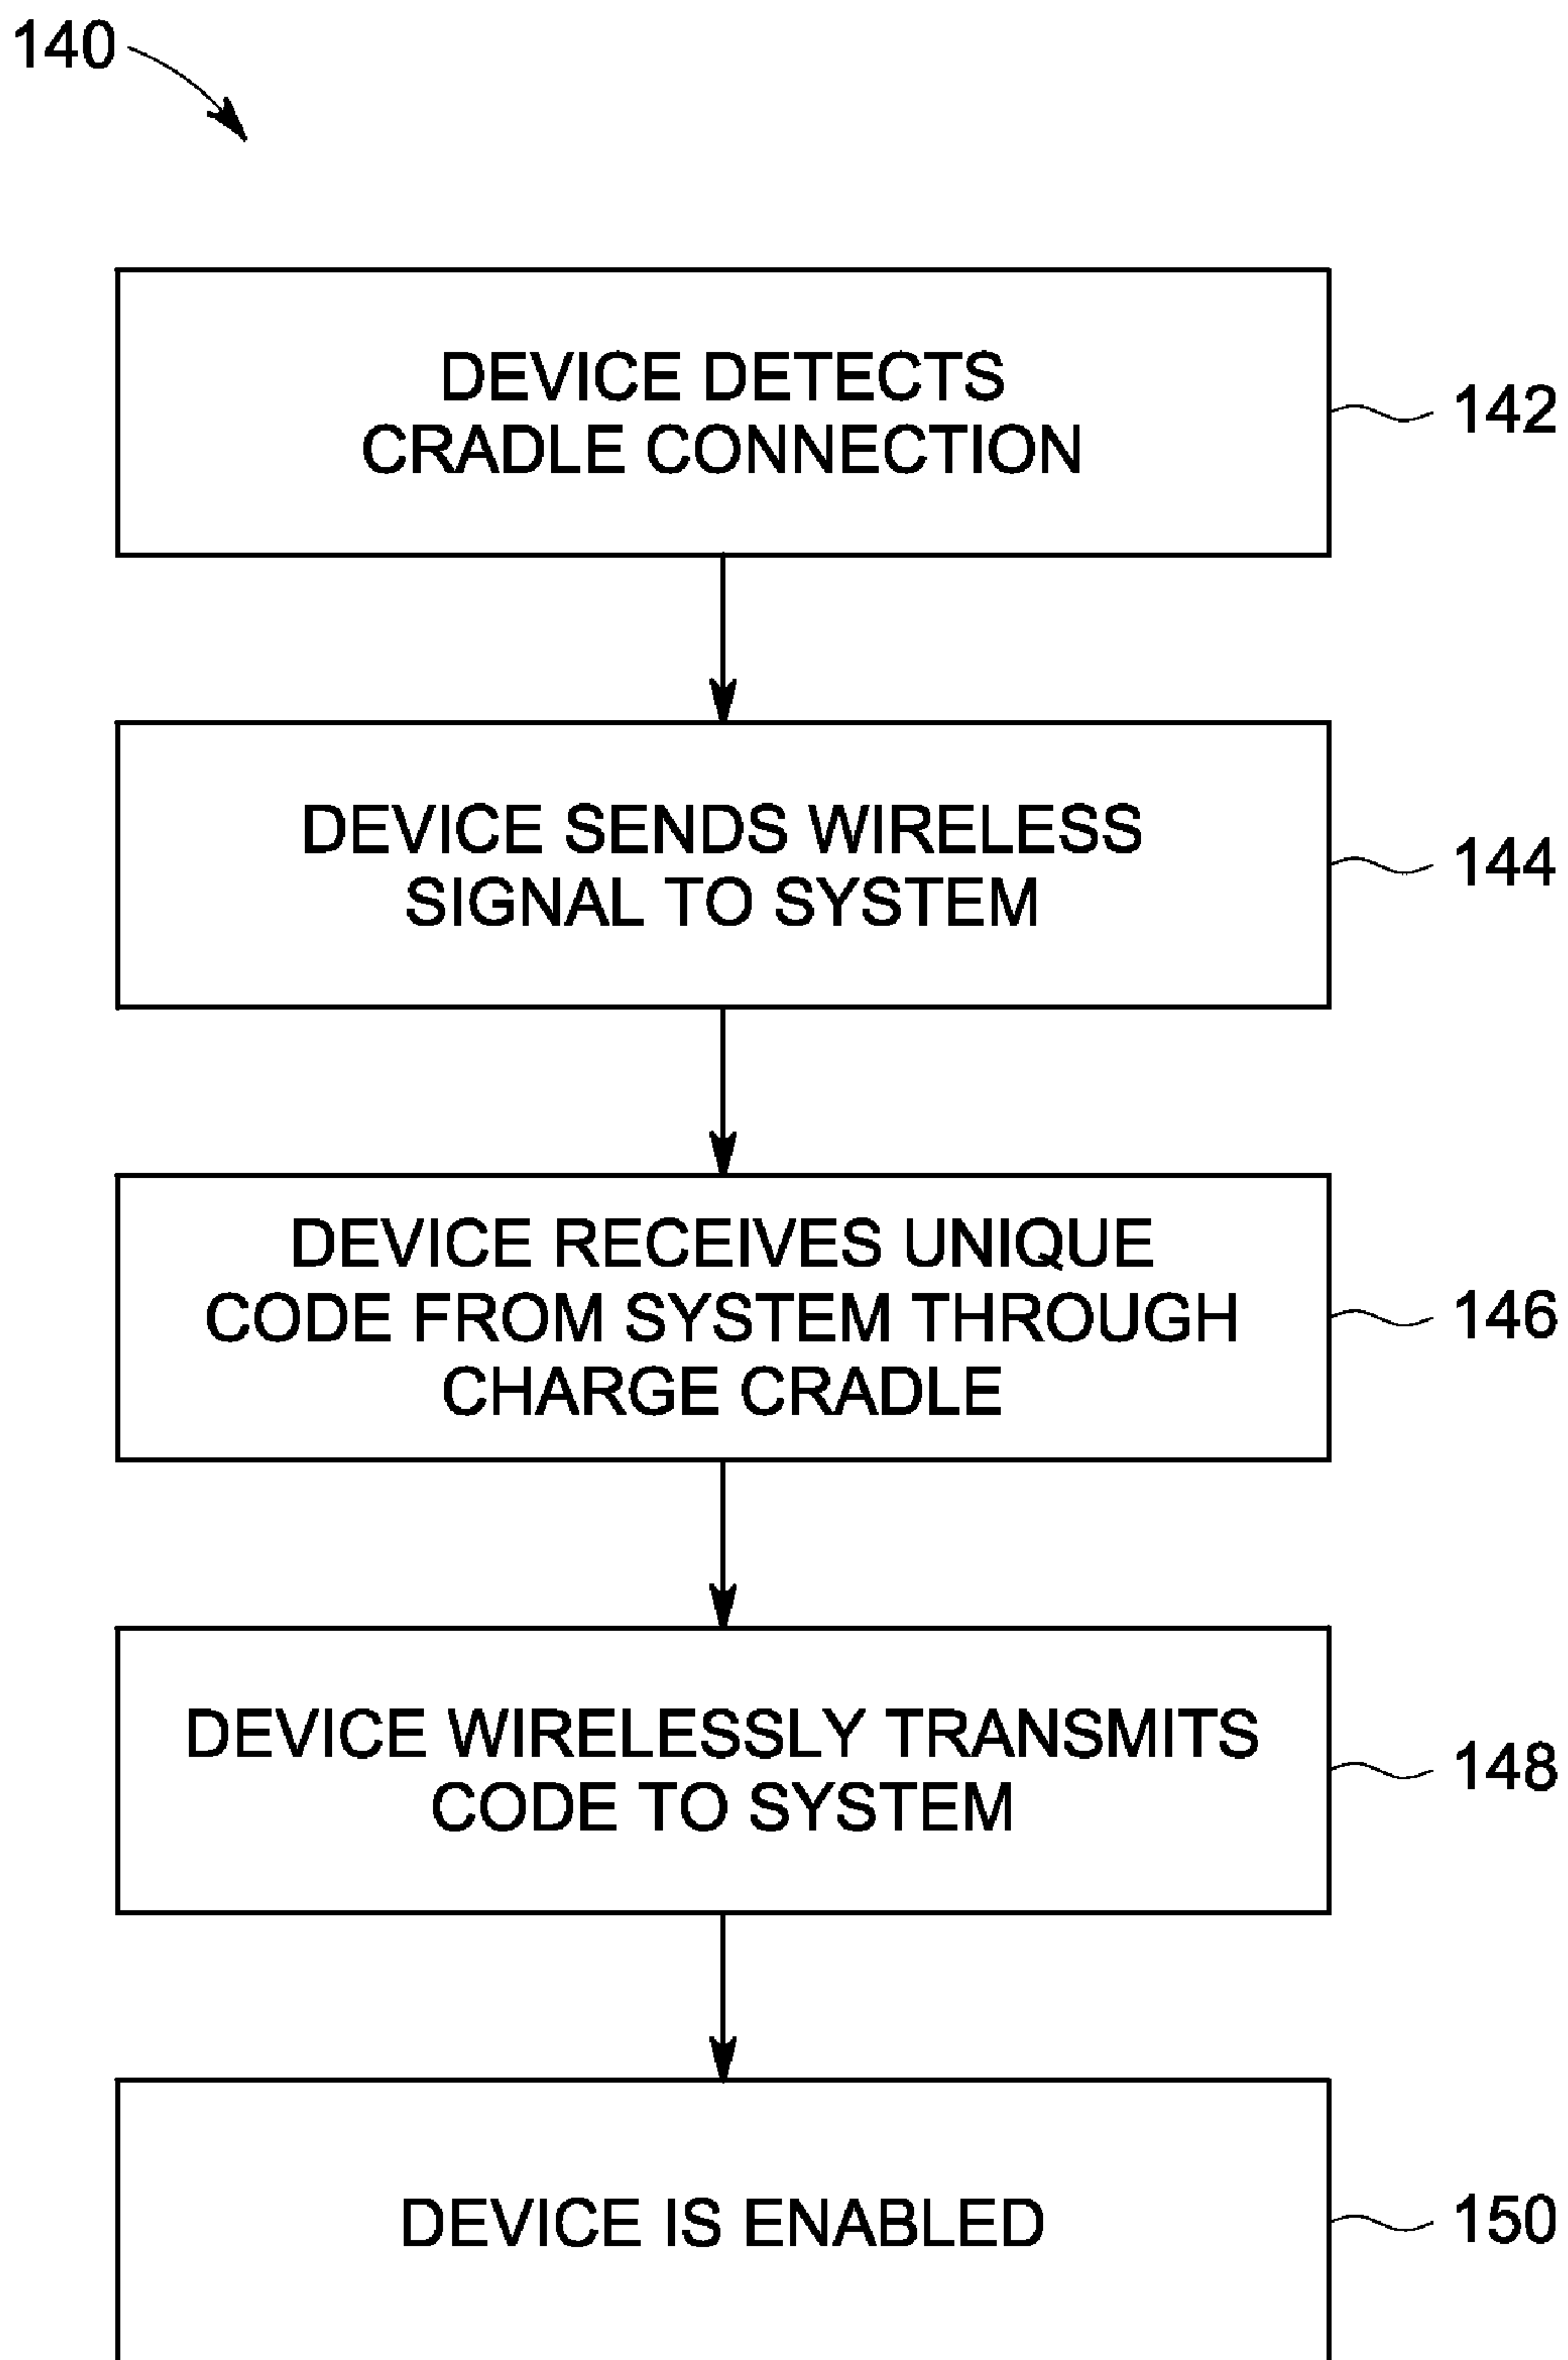 140
DEVICE DETECTS
CRADLE CONNECTION
142
DEVICE SENDS WIRELESS
SIGNAL TO SYSTEM
144
DEVICE RECEIVES UNIQUE
CODE FROM SYSTEM THROUGH
CHARGE CRADLE
146
DEVICE WIRELESSLY TRANSMITS
CODE TO SYSTEM
148
DEVICE IS ENABLED
150